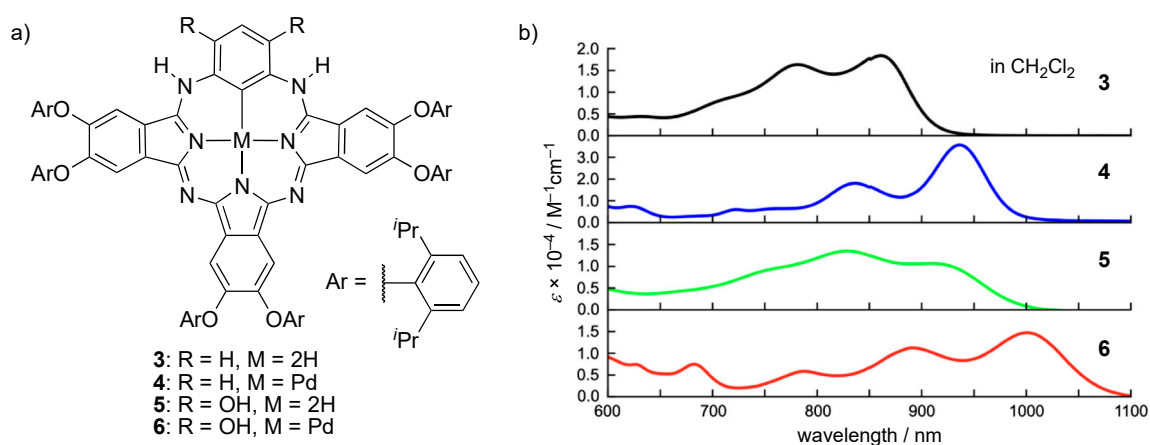 a)
R R
H H
N N
ArO OAr
N M N
ArO OAr
N N N
ArO OAr
Ar =
iPr
iPr
3: R = H, M = 2H
4: R = H, M = Pd
5: R = OH, M = 2H
6: R = OH, M = Pd
b)
ε × 10⁻⁴ / M⁻¹cm⁻¹
2.0
1.5
1.0
0.5
0.0
in CH₂Cl₂
3
3.0
2.0
1.0
0.0
4
1.5
1.0
0.5
0.0
5
1.5
1.0
0.5
0.0
6
600 700 800 900 1000 1100
wavelength / nm